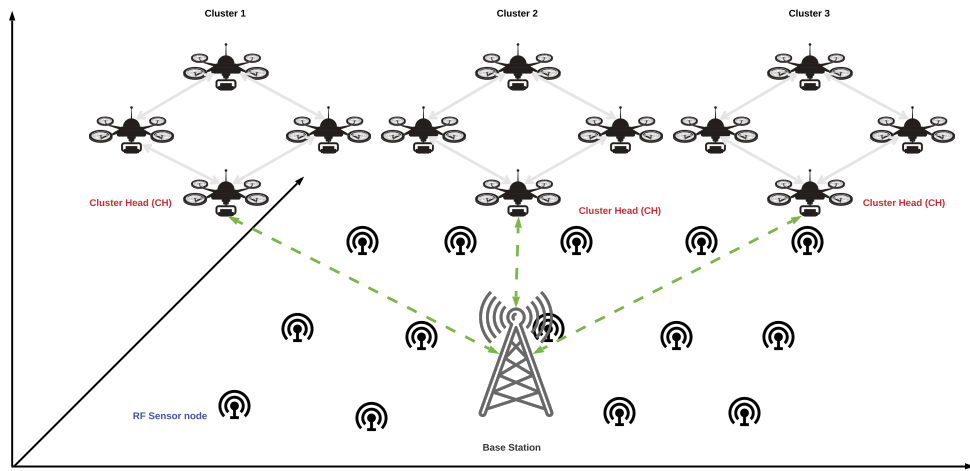 Cluster 1
Cluster 2
Cluster 3
Cluster Head (CH)
Cluster Head (CH)
Cluster Head (CH)
RF Sensor node
Base Station